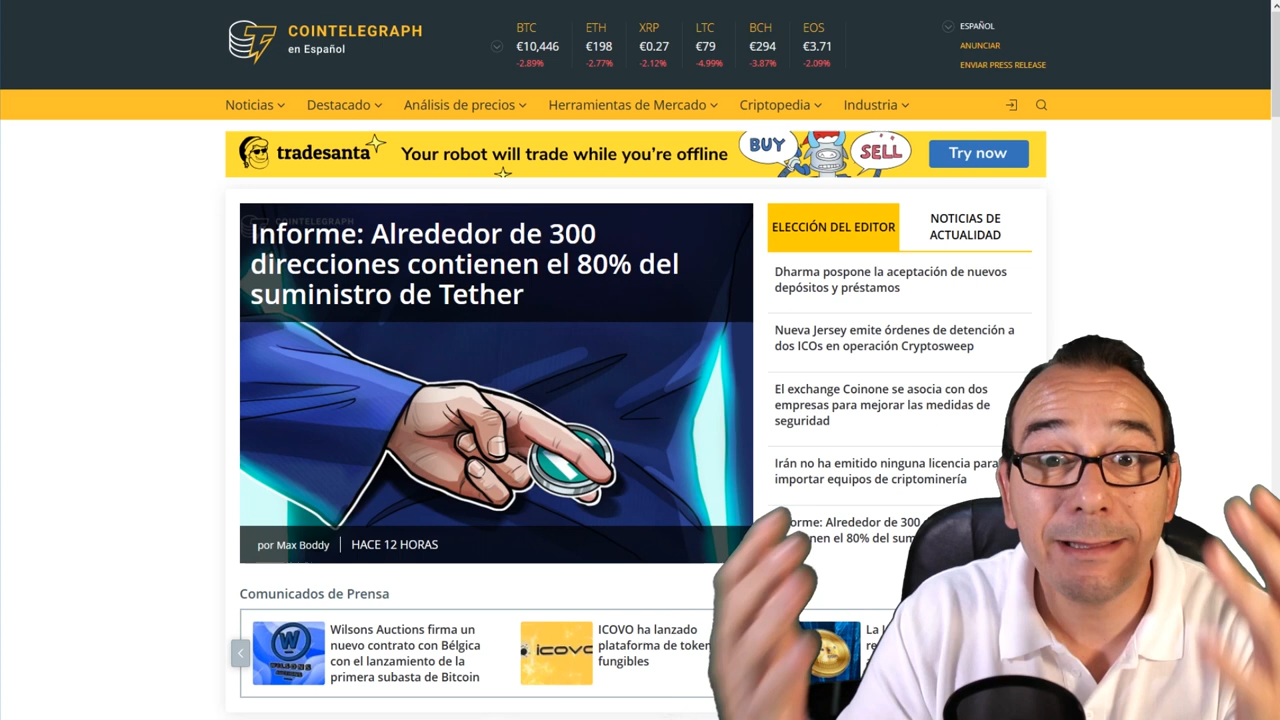 COINTELEGRAPH
en Español
BTC
€10,446
-2.89%
ETH
€198
-2.77%
XRP
€0.27
-2.12%
LTC
€79
-4.99%
BCH
€294
-3.87%
EOS
€3.71
-2.09%
ESPAÑOL
ANUNCIAR
ENVIAR PRESS RELEASE
Noticias
Destacado
Análisis de precios
Herramientas de Mercado
Criptopedia
Industria
tradesanta
Your robot will trade while you're offline
BUY
SELL
Try now
COINTELEGRAPH
Informe: Alrededor de 300
direcciones contienen el 80% del
suministro de Tether
por Max Boddy
HACE 12 HORAS
ELECCIÓN DEL EDITOR
NOTICIAS DE
ACTUALIDAD
Dharma pospone la aceptación de nuevos
depósitos y préstamos
Nueva Jersey emite órdenes de detención a
dos ICOs en operación Cryptosweep
El exchange Coinone se asocia con dos
empresas para mejorar las medidas de
seguridad
Irán no ha emitido ninguna licencia para
importar equipos de criptominería
Alrededor de 300
el 80% del
Comunicados de Prensa
WILSONS
Wilsons Auctions firma un
nuevo contrato con Bélgica
con el lanzamiento de la
primera subasta de Bitcoin
ICOVO
ICOVO ha lanzado
plataforma de
fungibles
La